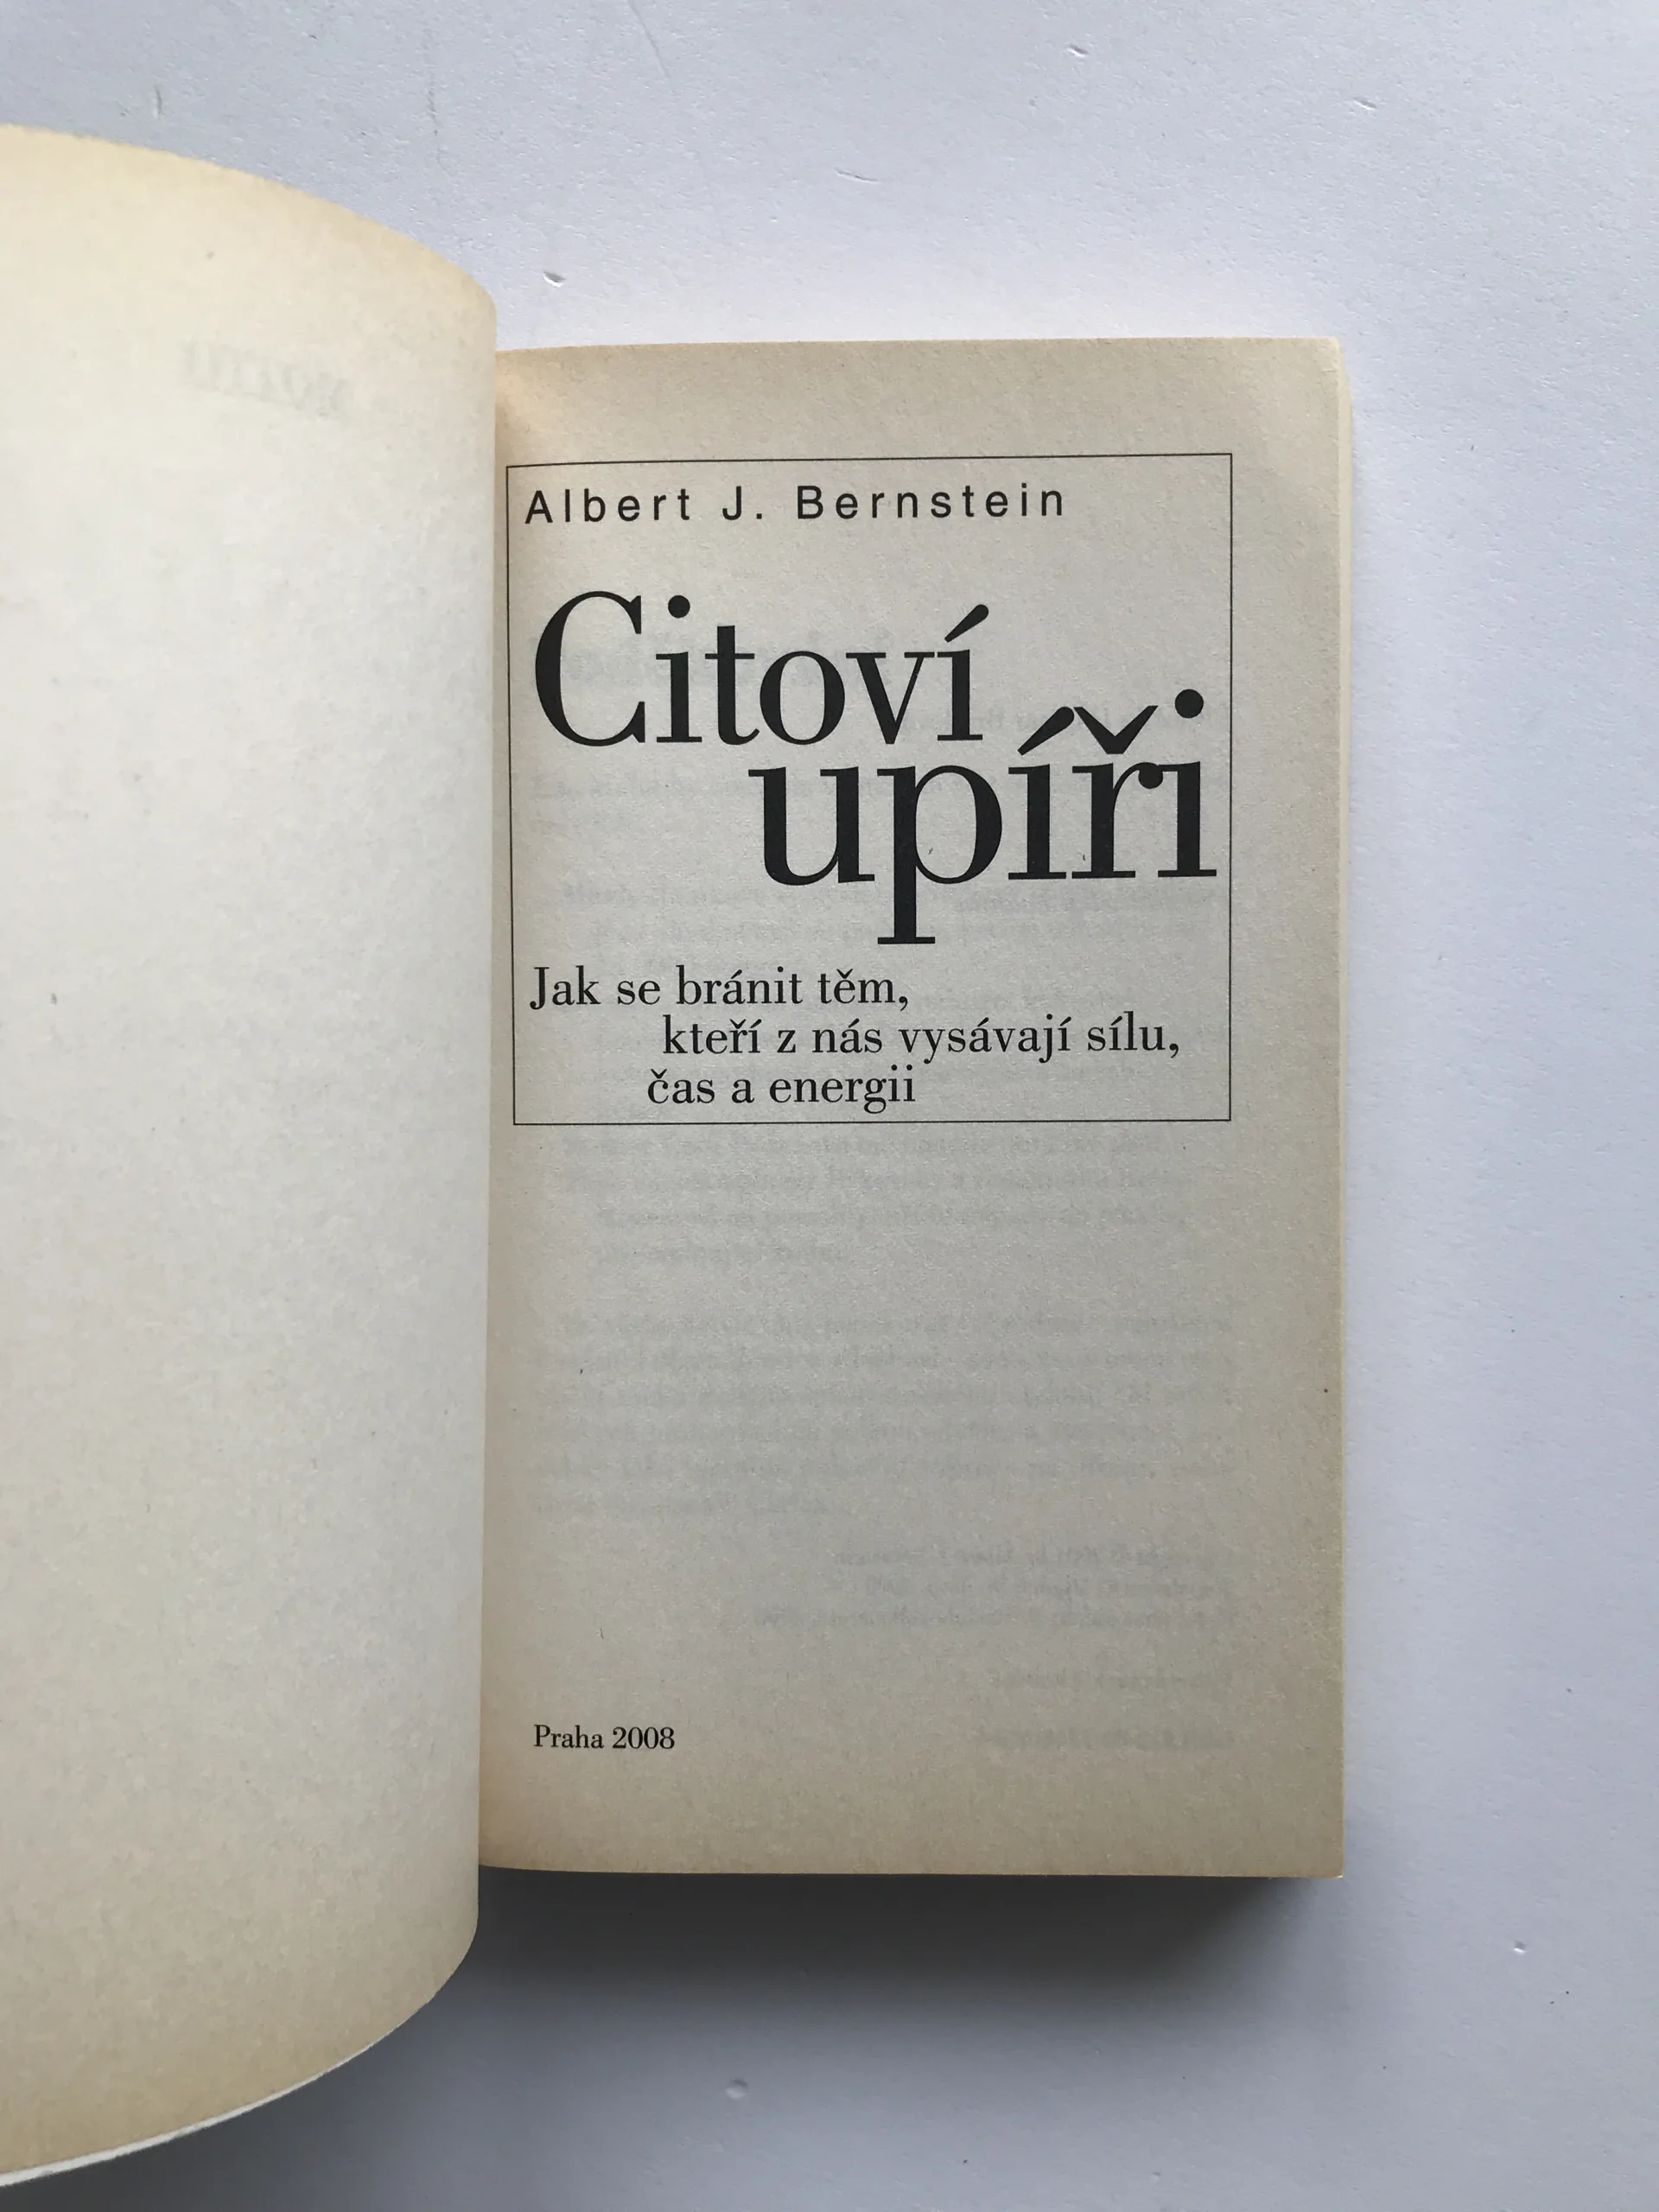 Albert J. Bernstein
Citoví
upíři
Jak se bránit těm,
kteří z nás vysávají sílu,
čas a energii
Praha 2008